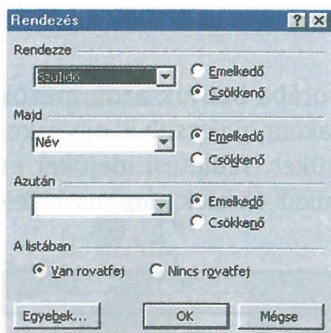 Rendezés
Rendezze
Szülidő
Emelkedő
Csökkenő
Majd
Név
Emelkedő
Csökkenő
Azután
Emelkedő
Csökkenő
A listában
Van rovatfej Nincs rovatfej
Egyebek... OK Mégse